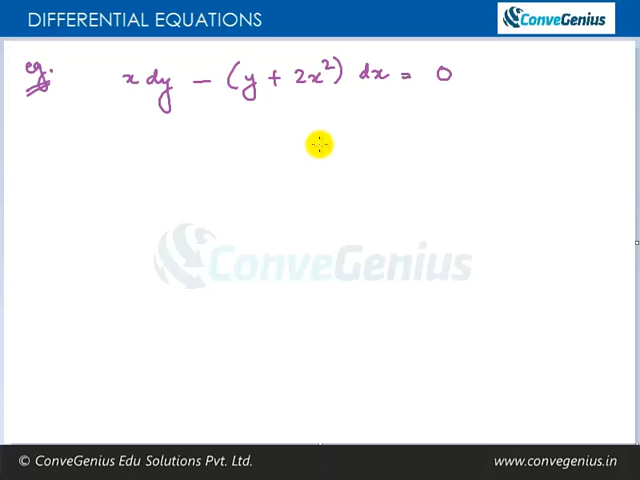 DIFFERENTIAL EQUATIONS
ConveGenius
eg. x dy - (y + 2x²) dx = 0
ConveGenius
© ConveGenius Edu Solutions Pvt. Ltd. www.convegenius.in